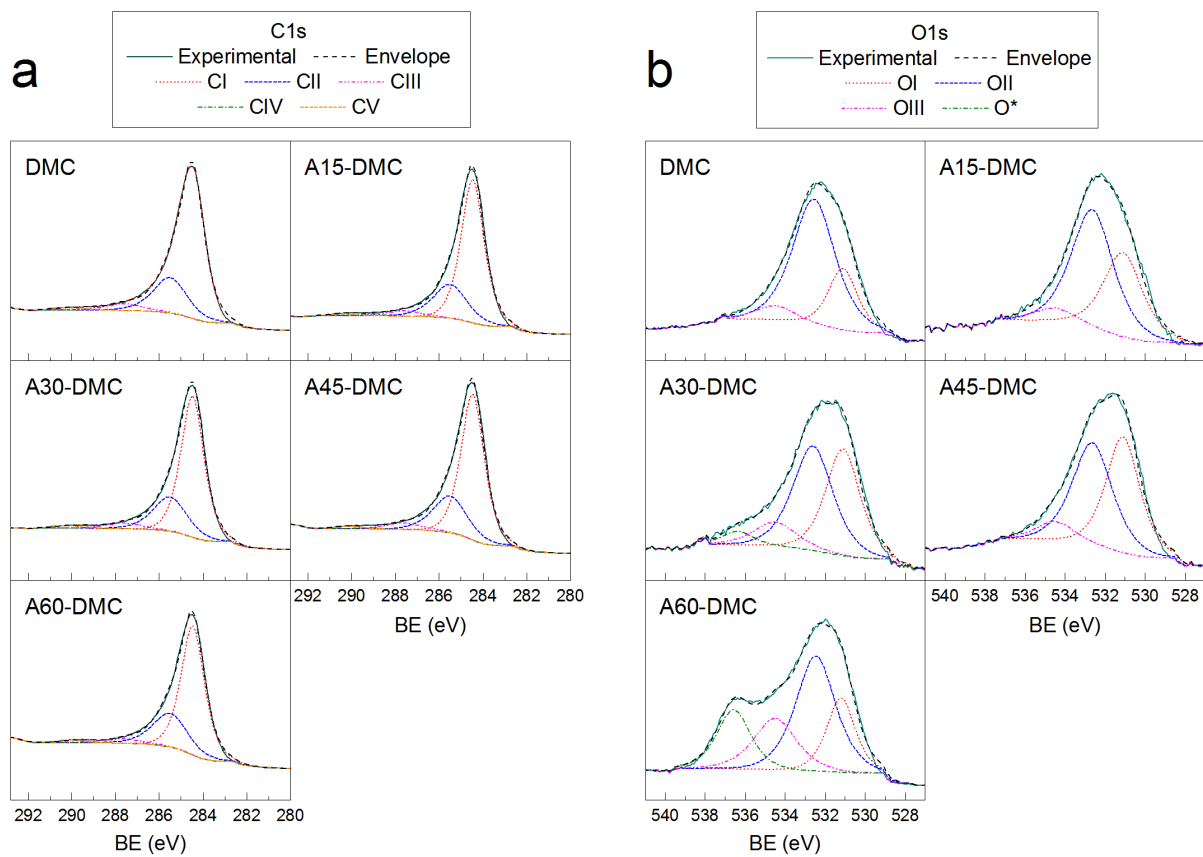 a
C1s
Experimental Envelope
CI CII CIII
CIV CV
DMC
A15-DMC
A30-DMC
A45-DMC
292 290 288 286 284 282 280
BE (eV)
A60-DMC
292 290 288 286 284 282 280
BE (eV)
b
O1s
Experimental Envelope
OI OII
OIII O*
DMC
A15-DMC
A30-DMC
A45-DMC
540 538 536 534 532 530 528
BE (eV)
A60-DMC
540 538 536 534 532 530 528
BE (eV)